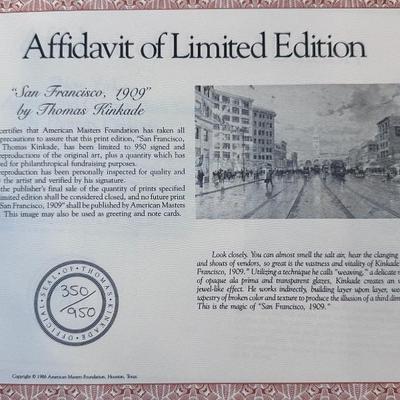 Affidavit of Limited Edition
"San Francisco, 1909"
by Thomas Kinkade
certifies that American Masters Foundation has taken all
precautions to assure that this print edition, "San Francisco,
Thomas Kinkade, has been limited to 950 signed and
reproductions of the original art, plus a quantity which has
ed for philanthropical fundraising purposes.
reproduction has been personally inspected for quality and
the artist and verified by his signature.
the publisher's final sale of the quantity of prints specified
limited edition shall be considered closed, and no future print
San Francisco, 1909" shall be published by American Masters
This image may also be used as greeting and note cards.
Look closely. You can almost smell the salt air, hear the clanging
and shouts of vendors, so great is the vastness and vitality of Kinkade
Francisco, 1909." Utilizing a technique he calls "weaving," a delicate
of opaque ala prima and transparent glazes, Kinkade creates an
jewel-like effect. He works indirectly, building layer upon layer,
tapestry of broken color and texture to produce the illusion of a third
This is the magic of "San Francisco, 1909."
OFFICIAL SEAL OF THOMAS KINKADE
350/950
Copyright © 1986 American Masters Foundation, Houston, Texas